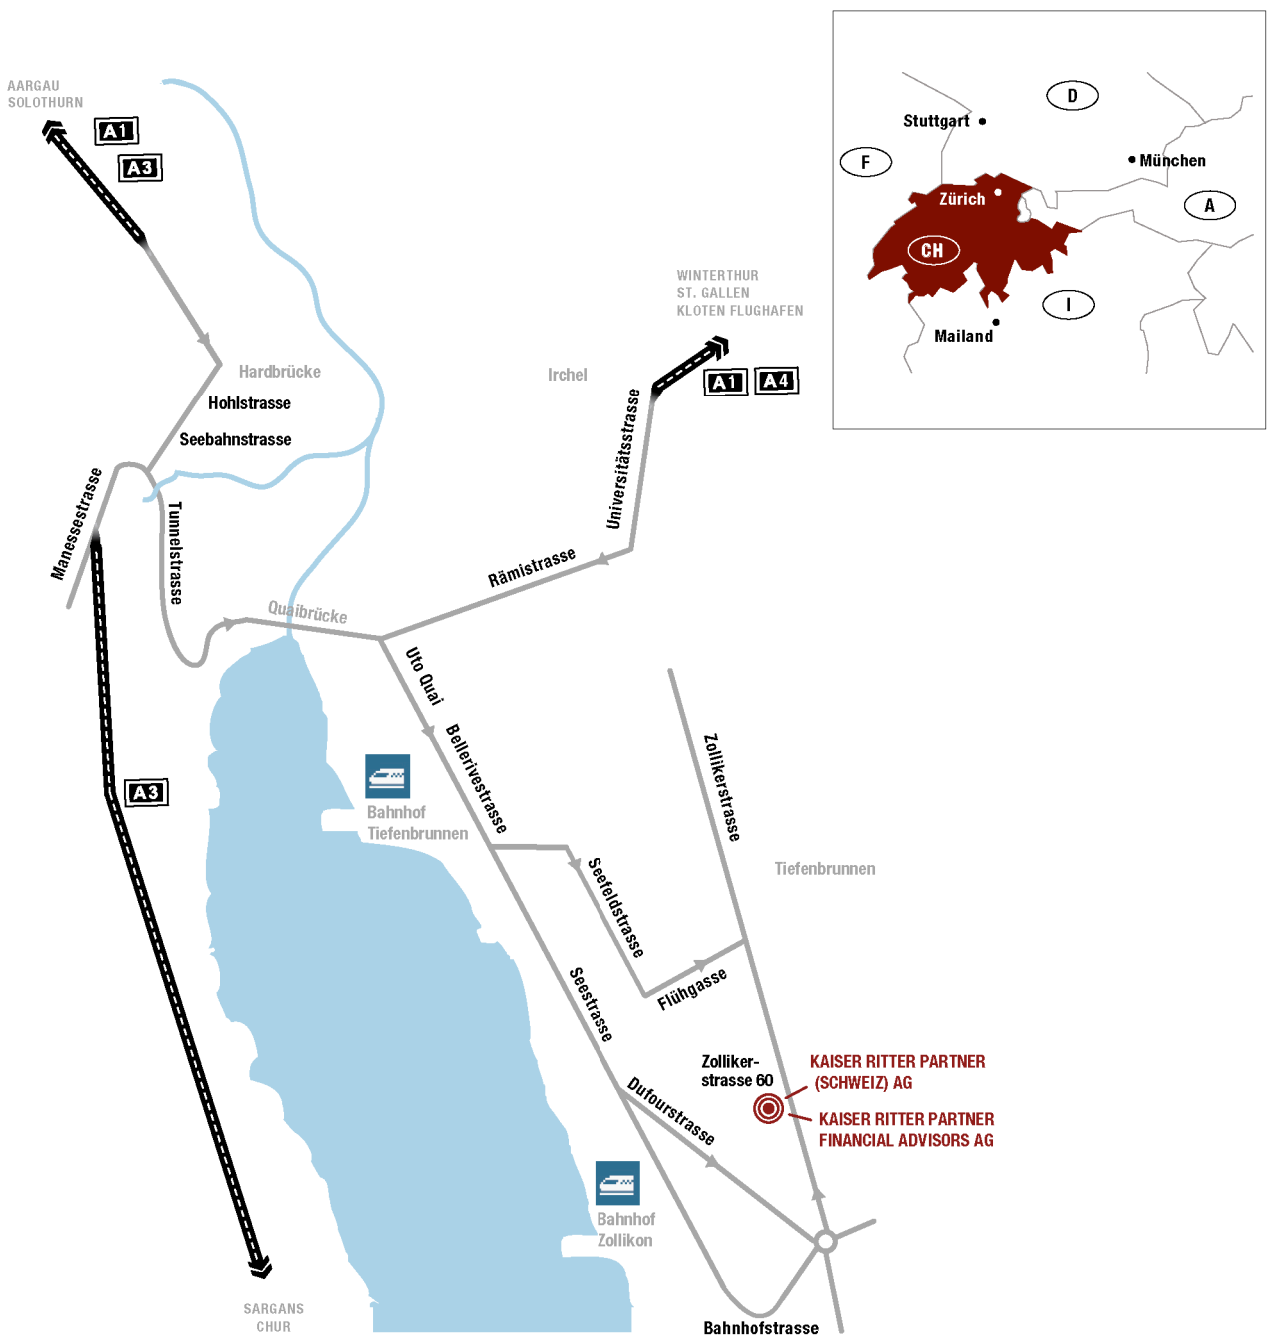 AARGAU
SOLOTHURN
A1
A3
Hardbrücke
Hohlstrasse
Seebahnstrasse
Manessestrasse
Tunnelstrasse
Quaibrücke
A3
SARGANS
CHUR
WINTERTHUR
ST. GALLEN
KLOTEN FLUGHAFEN
A1 A4
Irchel
Universitätsstrasse
Rämistrasse
Uto Quai
Bellerivestrasse
Bahnhof
Tiefenbrunnen
Zollikerstrasse
Tiefenbrunnen
Seefeldstrasse
Flühgasse
Seestrasse
Zolliker-
strasse 60
KAISER RITTER PARTNER
(SCHWEIZ) AG
KAISER RITTER PARTNER
FINANCIAL ADVISORS AG
Dufourstrasse
Bahnhof
Zollikon
Bahnhofstrasse
D
Stuttgart
F
München
Zürich
A
CH
I
Mailand